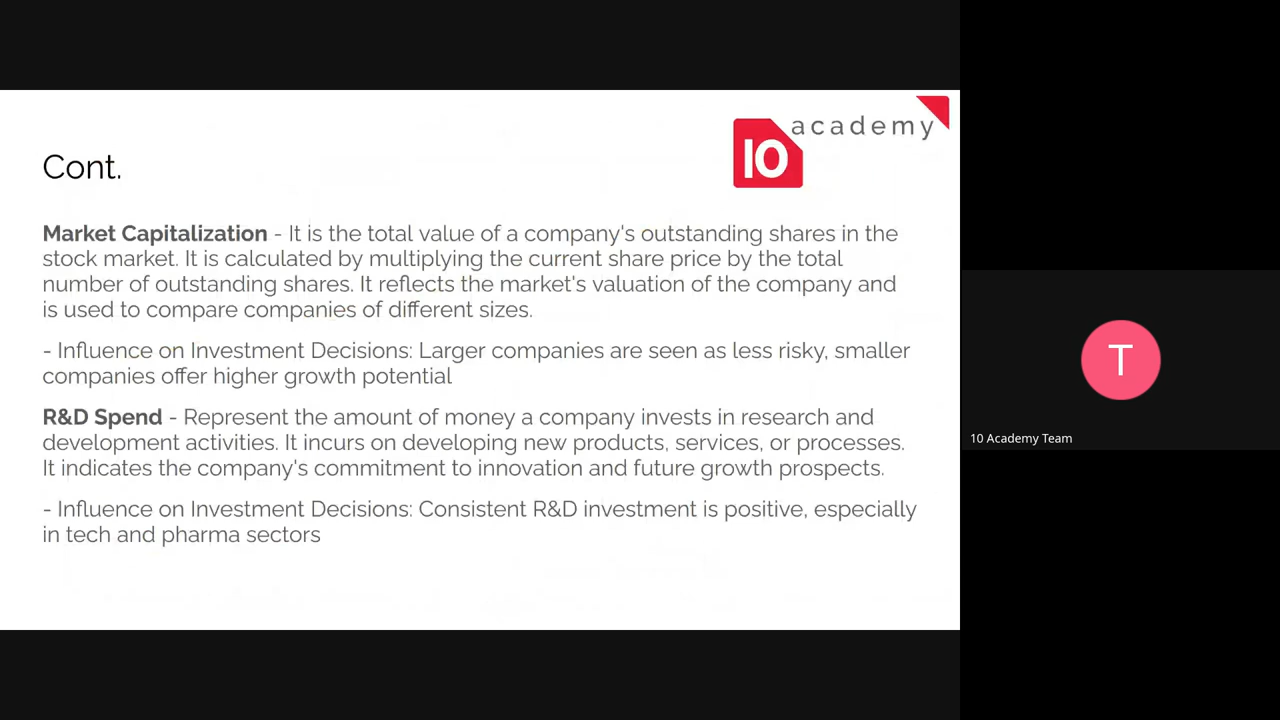 academy
10
Cont.
Market Capitalization - It is the total value of a company's outstanding shares in the
stock market. It is calculated by multiplying the current share price by the total
number of outstanding shares. It reflects the market's valuation of the company and
is used to compare companies of different sizes.
- Influence on Investment Decisions: Larger companies are seen as less risky, smaller
companies offer higher growth potential
R&D Spend - Represent the amount of money a company invests in research and
development activities. It incurs on developing new products, services, or processes.
It indicates the company's commitment to innovation and future growth prospects.
- Influence on Investment Decisions: Consistent R&D investment is positive, especially
in tech and pharma sectors
T
10 Academy Team